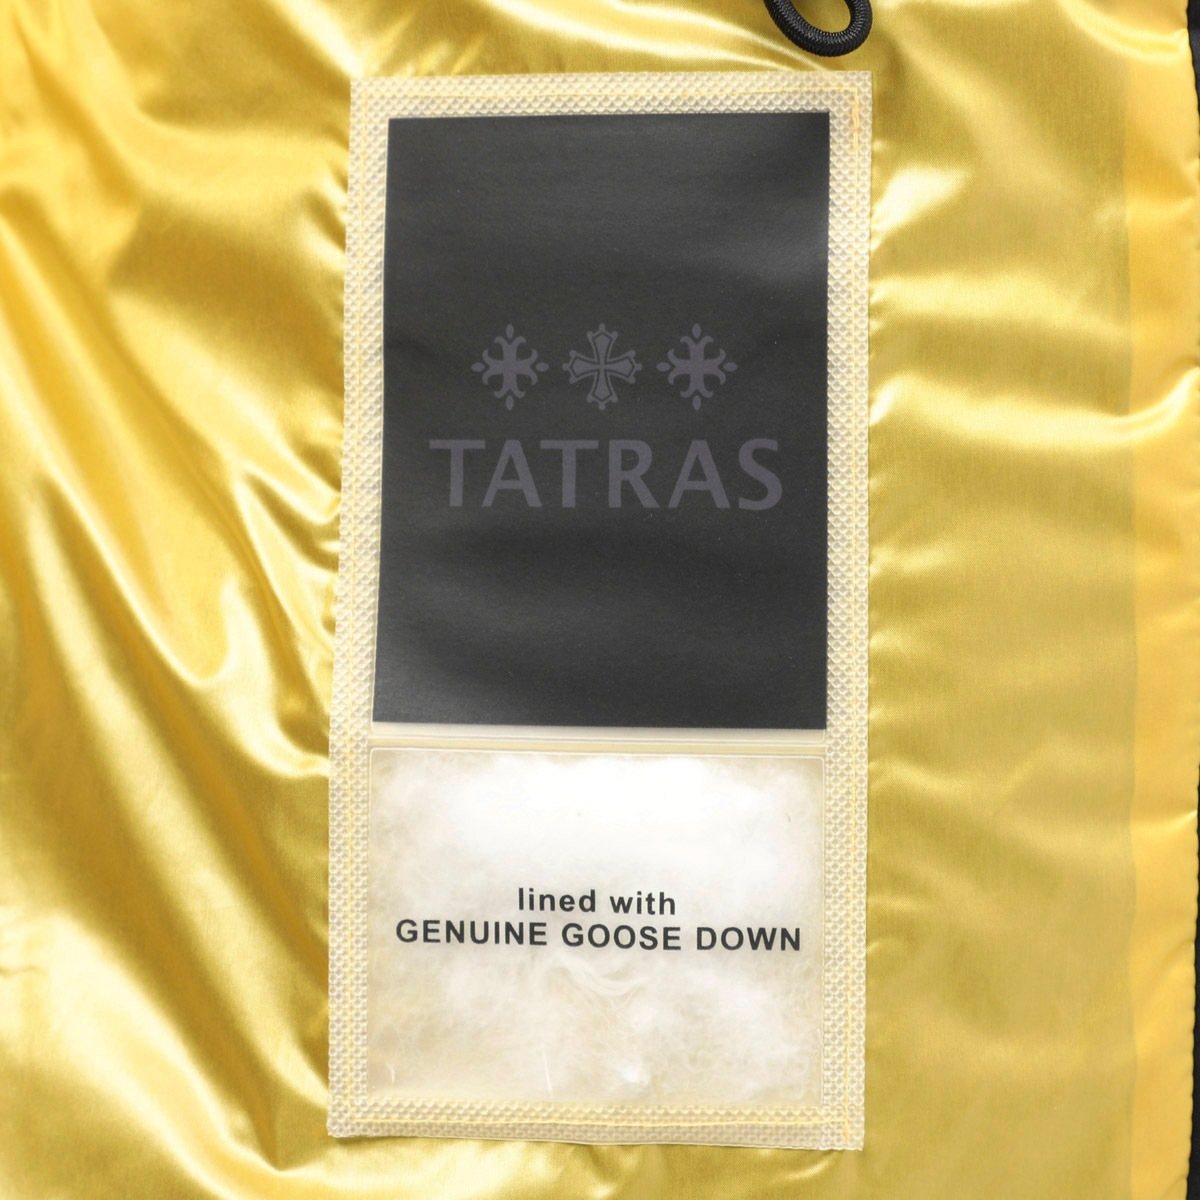 TATRAS
lined with
GENUINE GOOSE DOWN